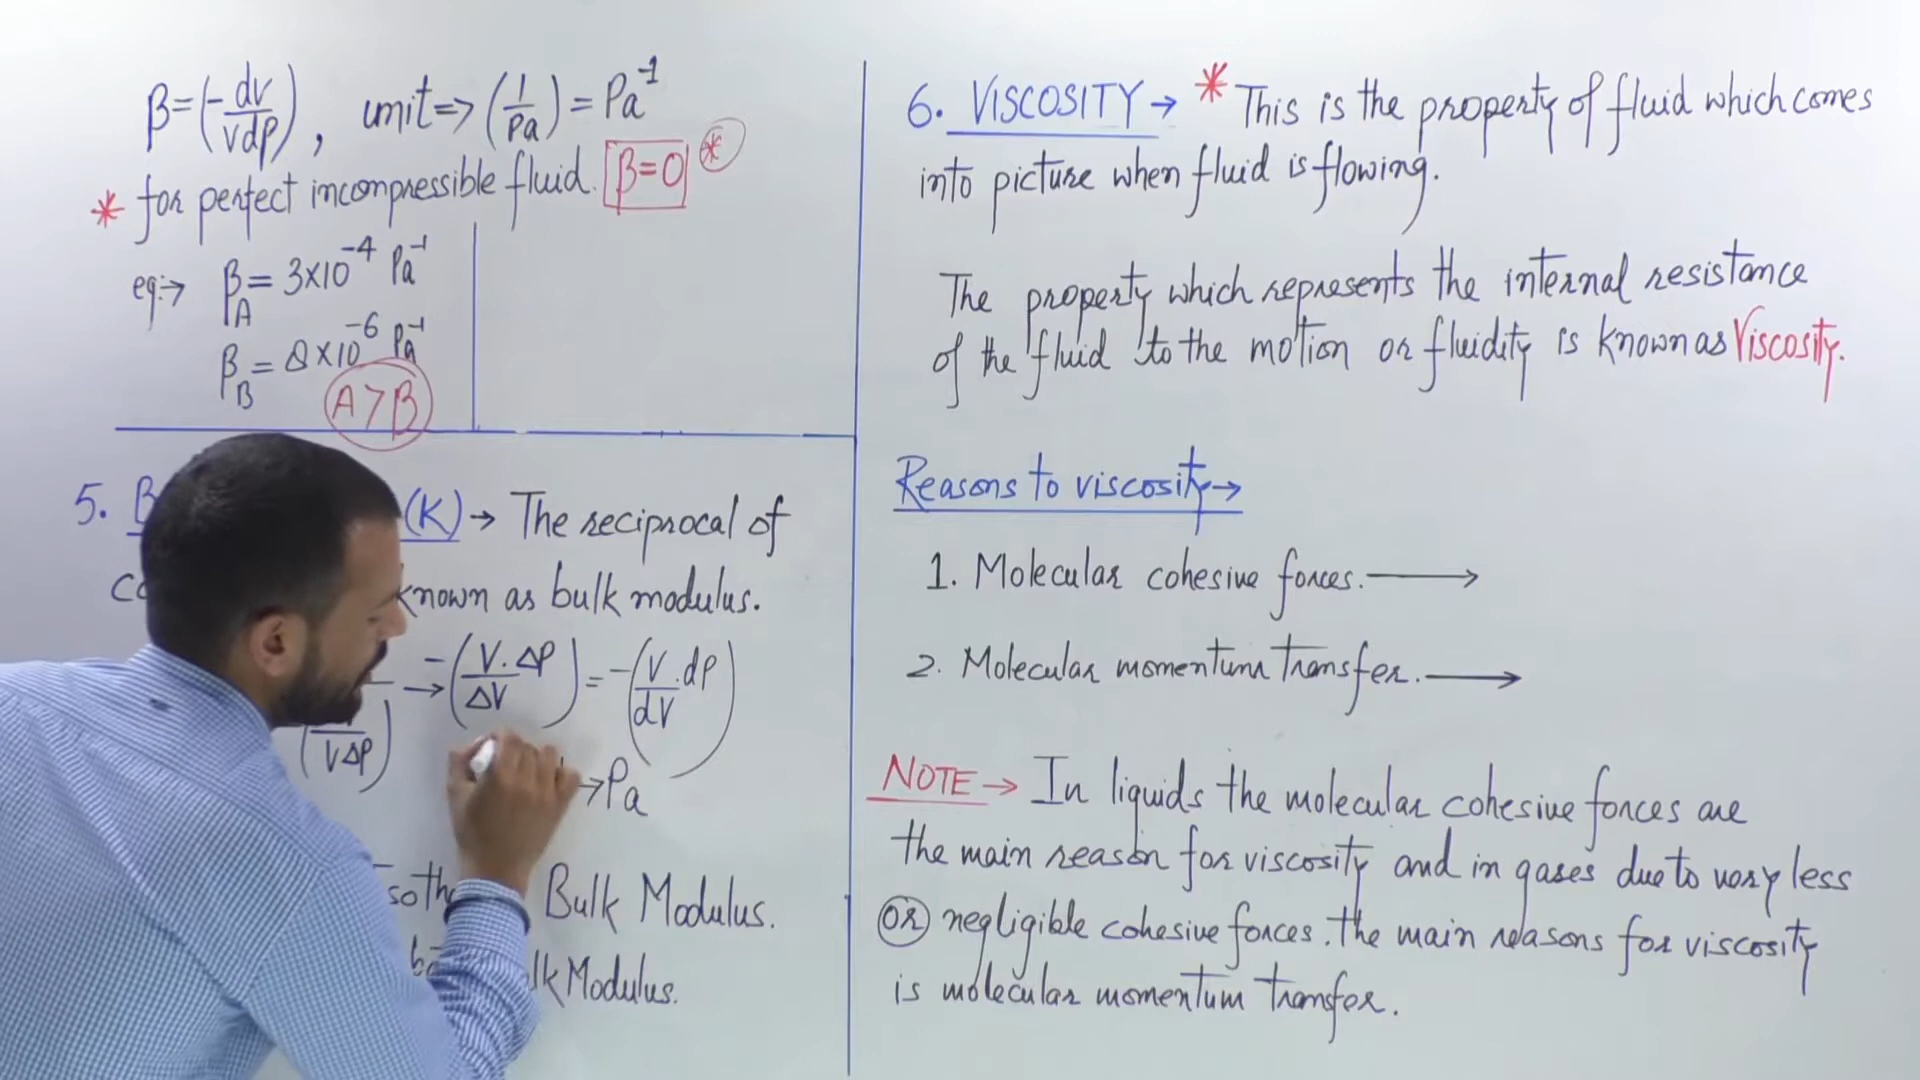 β=(-dv/vdp), unit=>(1/Pa)=Pa⁻¹
* for perfect incompressible fluid. β=0 *
eg:→ β_A=3×10⁻⁴ Pa⁻¹
β_B=8×10⁻⁶ Pa⁻¹
A>B
5. (K)→ The reciprocal of
known as bulk modulus.
V∆P →-(V.∆P/∆V)=-(V/dV.dP)
→Pa
Bulk Modulus.
Modulus.
6. VISCOSITY→ *This is the property of fluid which comes
into picture when fluid is flowing.
The property which represents the internal resistance
of the fluid to the motion or fluidity is known as Viscosity.
Reasons to viscosity→
1. Molecular cohesive forces.→
2. Molecular momentum transfer.→
NOTE→ In liquids the molecular cohesive forces are
the main reason for viscosity and in gases due to very less
or negligible cohesive forces. the main reasons for viscosity
is molecular momentum transfer.